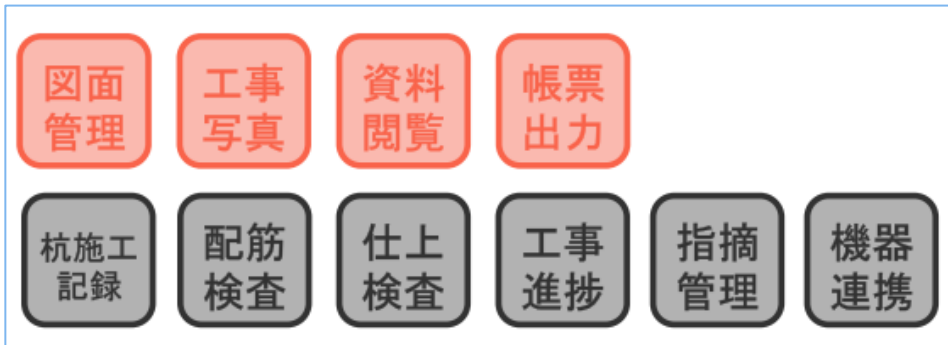 図面
管理
工事
写真
資料
閲覧
帳票
出力
杭施工
記録
配筋
検査
仕上
検査
工事
進捗
指摘
管理
機器
連携